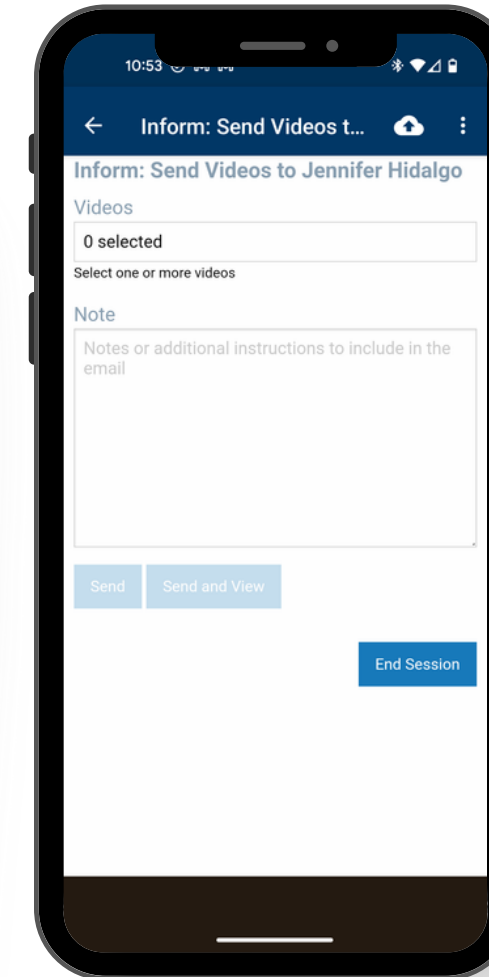 10:53
Inform: Send Videos t...
Inform: Send Videos to Jennifer Hidalgo
Videos
0 selected
Select one or more videos
Note
Notes or additional instructions to include in the
email
Send Send and View
End Session